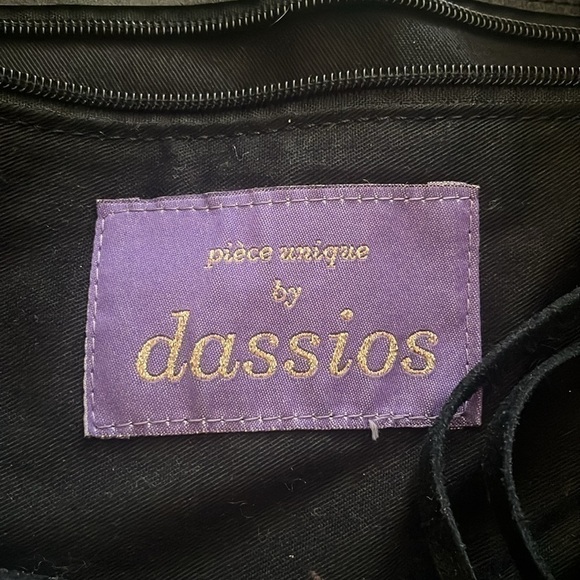 pièce unique
by
dassios